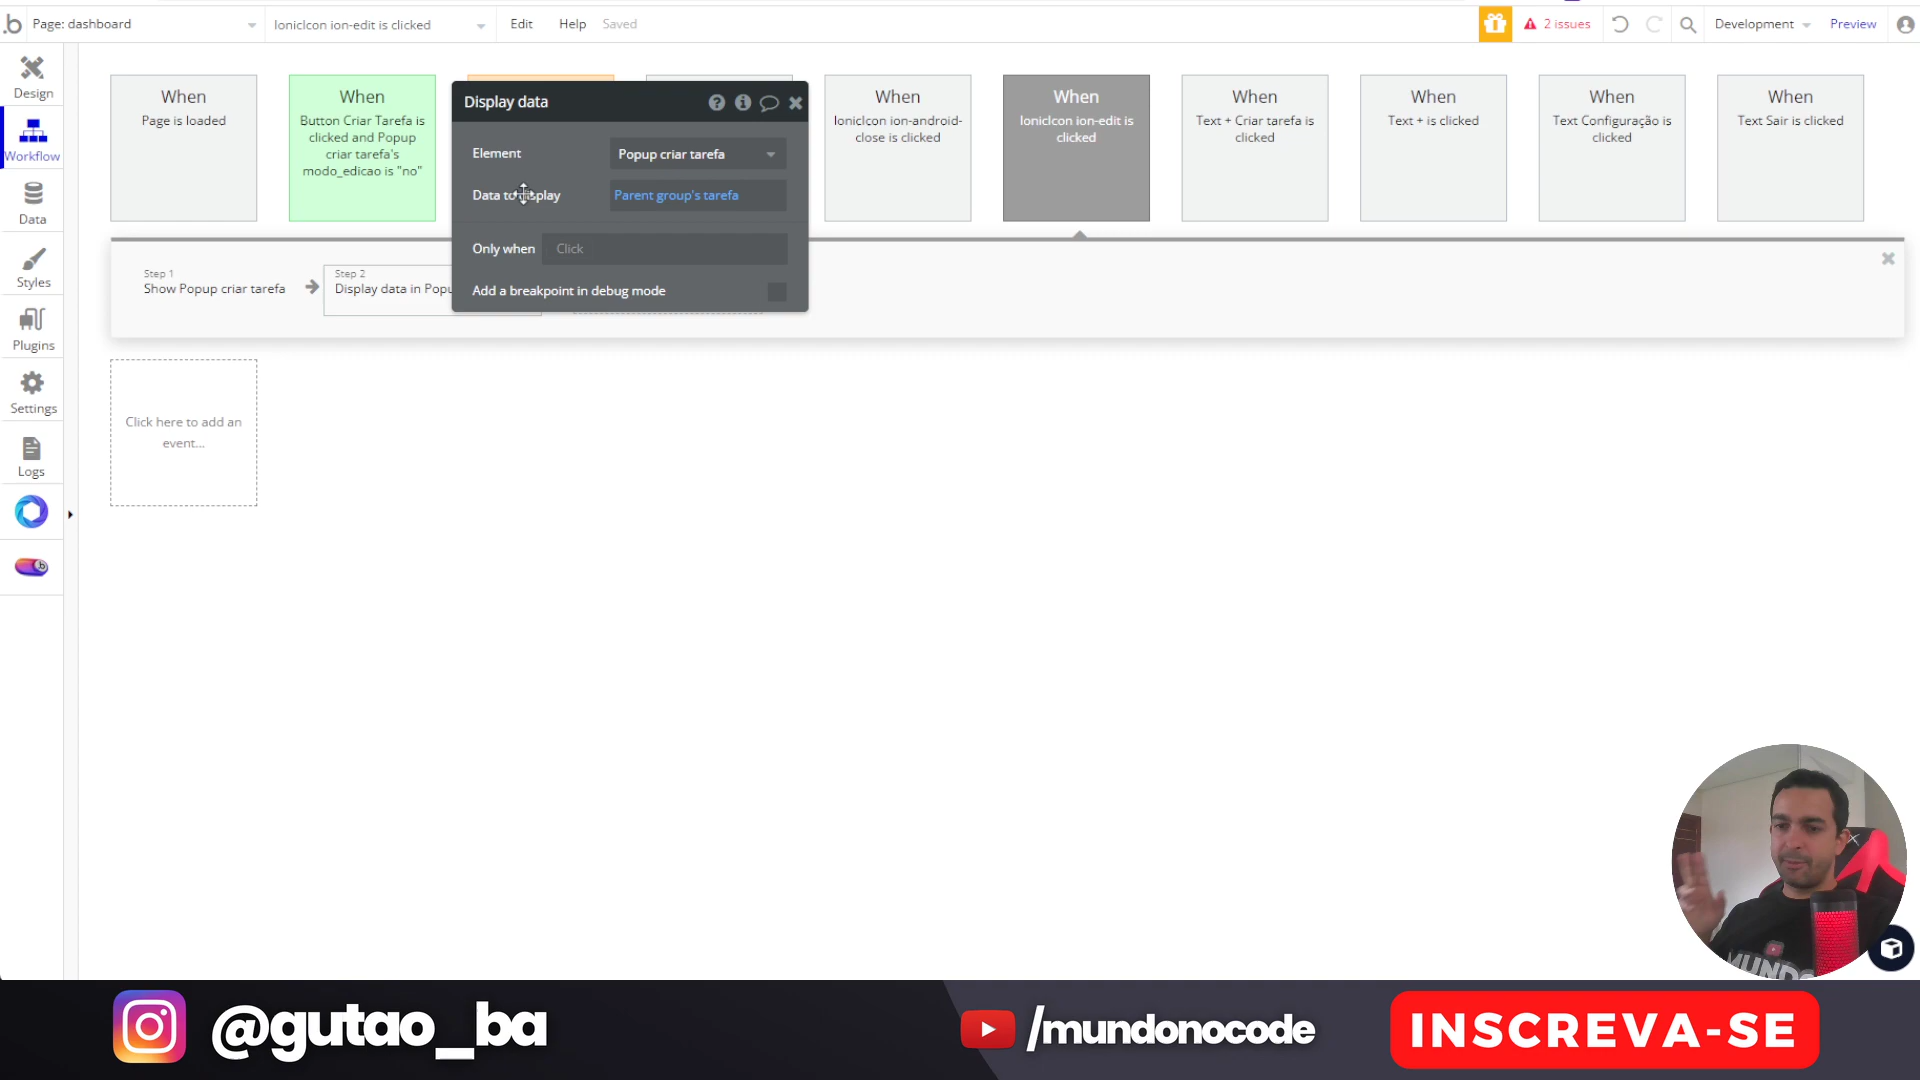 .b Page: dashboard IonicIcon ion-edit is clicked Edit Help Saved 2 issues Development Preview
Design
Workflow
Data
Styles
Plugins
Settings
Logs
When
Page is loaded
When
Button Criar Tarefa is
clicked and Popup
criar tarefa's
modo_edicao is "no"
Display data
Element Popup criar tarefa
Data to display Parent group's tarefa
Only when Click
Add a breakpoint in debug mode
When
IonicIcon ion-android-
close is clicked
When
IonicIcon ion-edit is
clicked
When
Text + Criar tarefa is
clicked
When
Text + is clicked
When
Text Configuração is
clicked
When
Text Sair is clicked
Step 1
Show Popup criar tarefa
Step 2
Display data in Popu
Click here to add an
event...
@gutao_ba
/mundonocode
INSCREVA-SE